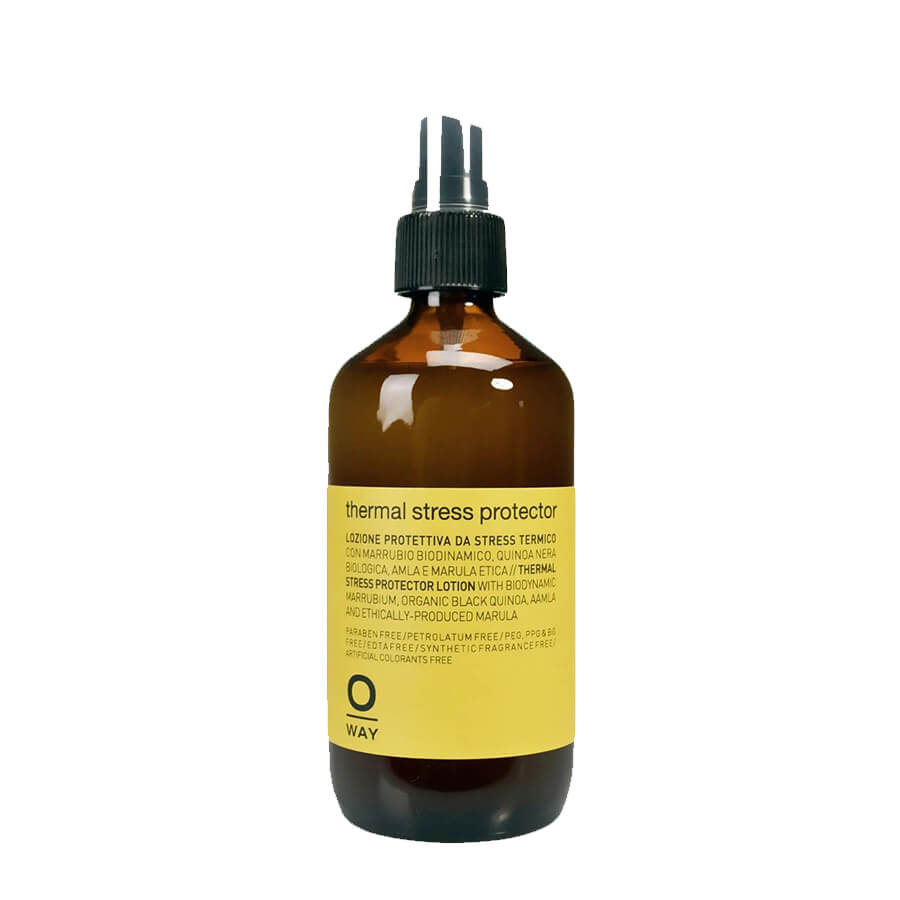 thermal stress protector
LOZIONE PROTETTIVA DA STRESS TERMICO
CON MARRUBIO BIODINAMICO, QUINOA NERA
BIOLOGICA, AMLA E MARULA ETICA // THERMAL
STRESS PROTECTOR LOTION WITH BIODYNAMIC
MARRUBIUM, ORGANIC BLACK QUINOA, AAMLA
AND ETHICALLY-PRODUCED MARULA
PARABEN FREE/PETROLATUM FREE/PEG, PPG & BG
FREE/EDTA FREE/SYNTHETIC FRAGRANCE FREE/
ARTIFICIAL COLORANTS FREE
O
WAY